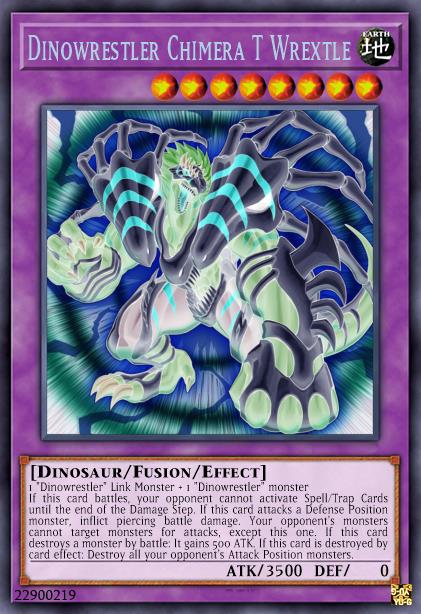 Dinowrestler Chimera T Wrextle
EARTH
地
[Dinosaur/Fusion/Effect]
1 "Dinowrestler" Link Monster + 1 "Dinowrestler" monster
If this card battles, your opponent cannot activate Spell/Trap Cards
until the end of the Damage Step. If this card attacks a Defense Position
monster, inflict piercing battle damage. Your opponent's monsters
cannot target monsters for attacks, except this one. If this card
destroys a monster by battle: It gains 500 ATK. If this card is destroyed by
card effect: Destroy all your opponent's Attack Position monsters.
ATK/3500 DEF/ 0
22900219